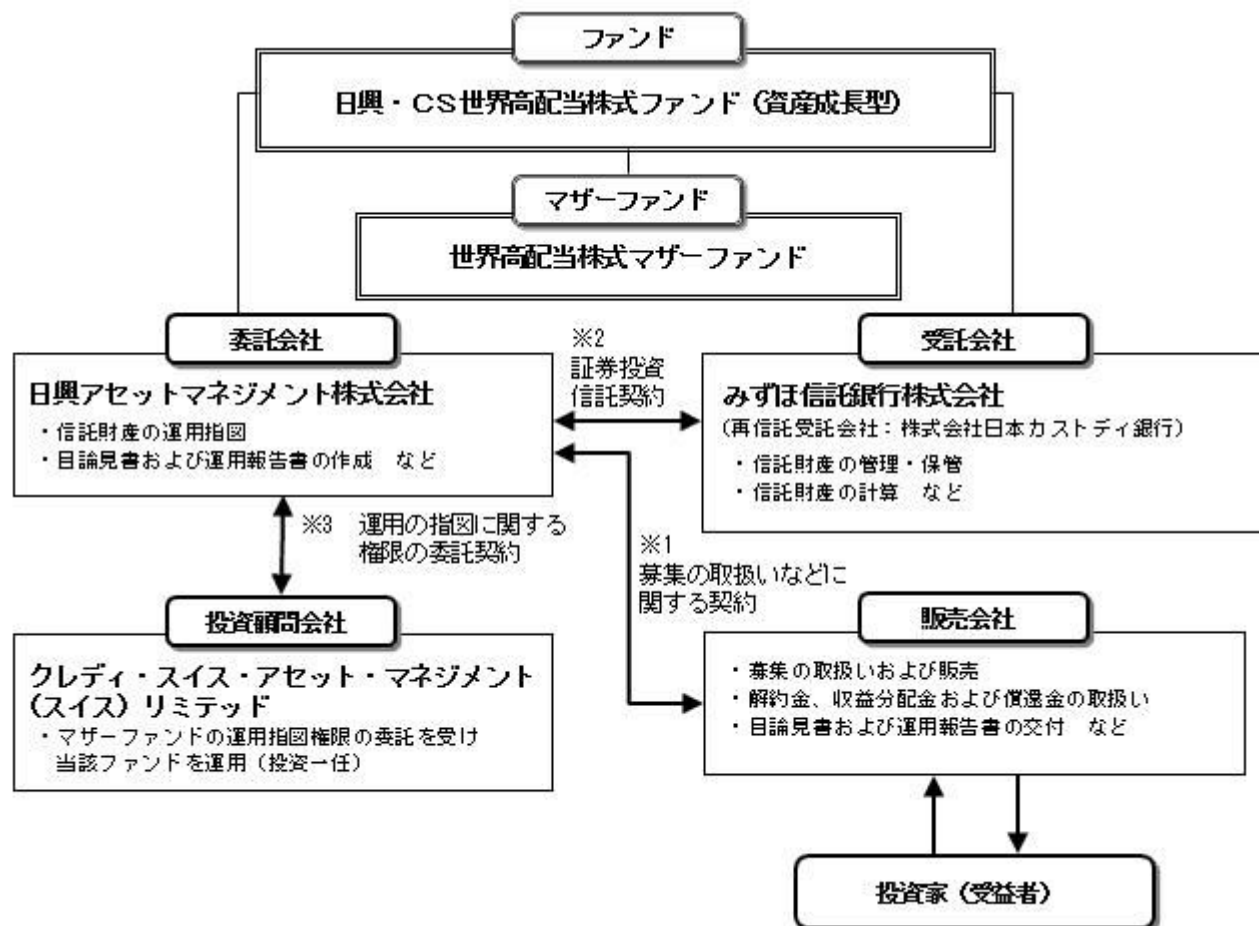 ファンド
日興・CS世界高配当株式ファンド（資産成長型）
マザーファンド
世界高配当株式マザーファンド
委託会社
日興アセットマネジメント株式会社
・信託財産の運用指図
・目論見書および運用報告書の作成　など
※2
証券投資
信託契約
受託会社
みずほ信託銀行株式会社
（再信託受託会社：株式会社日本カストディ銀行）
・信託財産の管理・保管
・信託財産の計算　など
※3　運用の指図に関する
権限の委託契約
※1
募集の取扱いなどに
関する契約
投資顧問会社
クレディ・スイス・アセット・マネジメント
（スイス）リミテッド
・マザーファンドの運用指図権限の委託を受け
当該ファンドを運用（投資一任）
販売会社
・募集の取扱いおよび販売
・解約金、収益分配金および償還金の取扱い
・目論見書および運用報告書の交付　など
投資家（受益者）